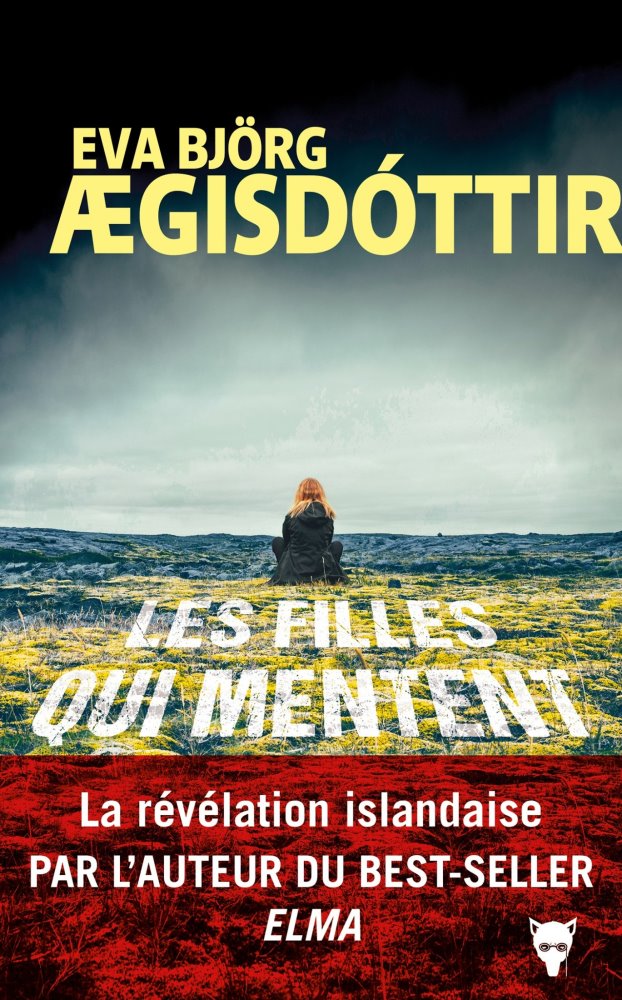 EVA BJÖRG
ÆGISDÓTTIR
LES FILLES
QUI MENTENT
La révélation islandaise
PAR L'AUTEUR DU BEST-SELLER
ELMA